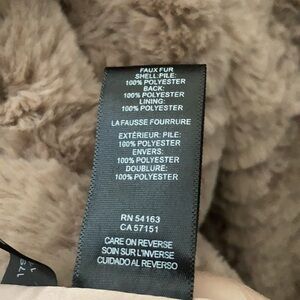 FAUX FUR
SHELL:PILE:
100% POLYESTER
BACK:
100% POLYESTER
LINING:
100% POLYESTER
LA FAUSSE FOURRURE
EXTÉRIEUR: PILE:
100% POLYESTER
ENVERS:
100% POLYESTER
DOUBLURE:
100% POLYESTER
RN 54163
CA 57151
CARE ON REVERSE
SOIN SUR L'ENDOS
CUIDADO AL REVERSO